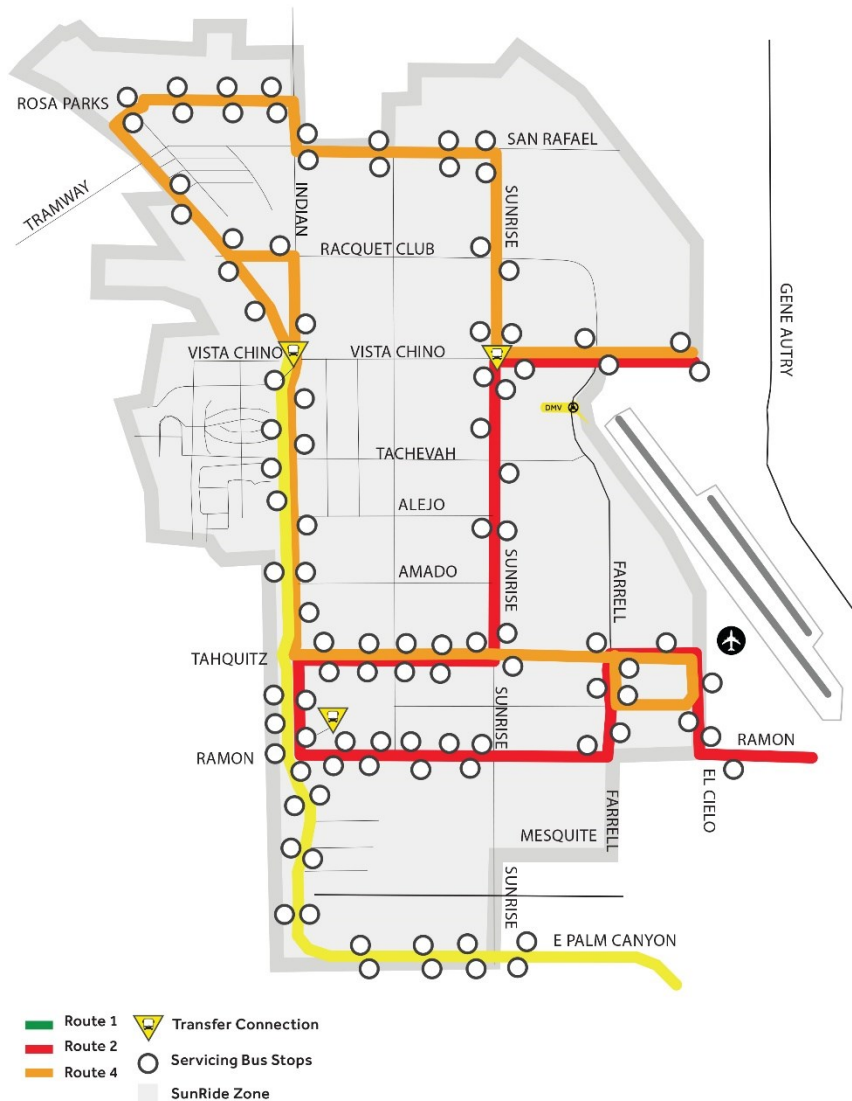 ROSA PARKS
SAN RAFAEL
TRAMWAY
INDIAN
SUNRISE
RACQUET CLUB
GENE AUTRY
VISTA CHINO
VISTA CHINO
DMV
TACHEVAH
ALEJO
AMADO
SUNRISE
FARRELL
TAHQUITZ
SUNRISE
RAMON
RAMON
EL CIELO
FARRELL
MESQUITE
SUNRISE
E PALM CANYON
Route 1
Transfer Connection
Route 2
Servicing Bus Stops
Route 4
SunRide Zone